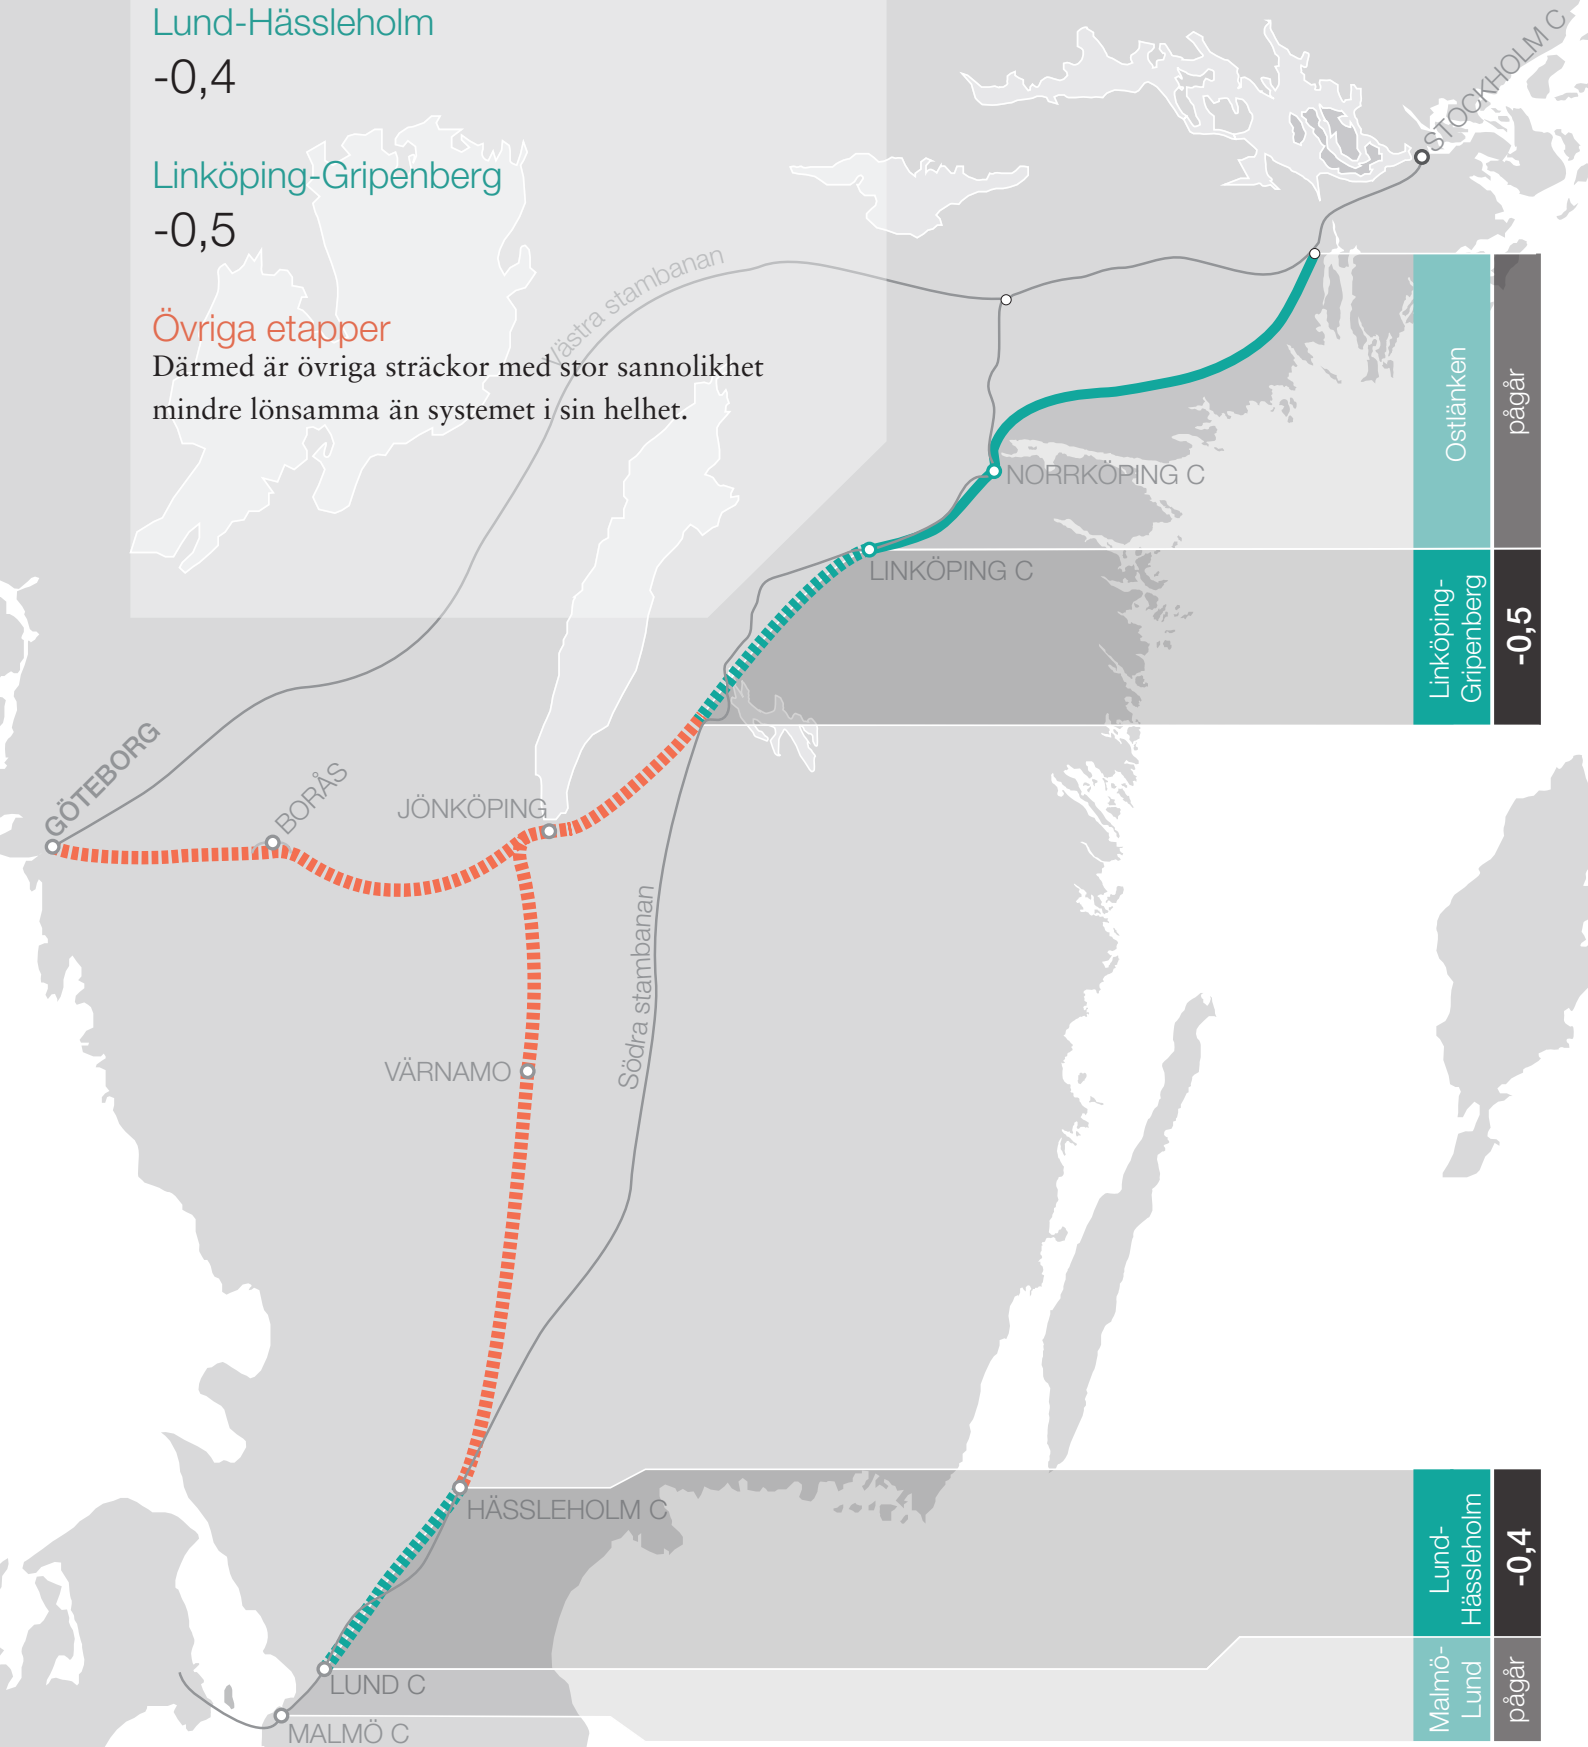 Lund-Hässleholm
-0,4
Linköping-Gripenberg
-0,5
Övriga etapper
Därmed är övriga sträckor med stor sannolikhet
mindre lönsamma än systemet i sin helhet.
STOCKHOLM C
Västra stambanan
Ostlänken
pågår
NORRKÖPING C
LINKÖPING C
Linköping-
Gripenberg
-0,5
GÖTEBORG
BORÅS
JÖNKÖPING
Södra stambanan
VÄRNAMO
HÄSSLEHOLM C
Lund-
Hässleholm
-0,4
LUND C
MALMÖ C
Malmö-
Lund
pågår